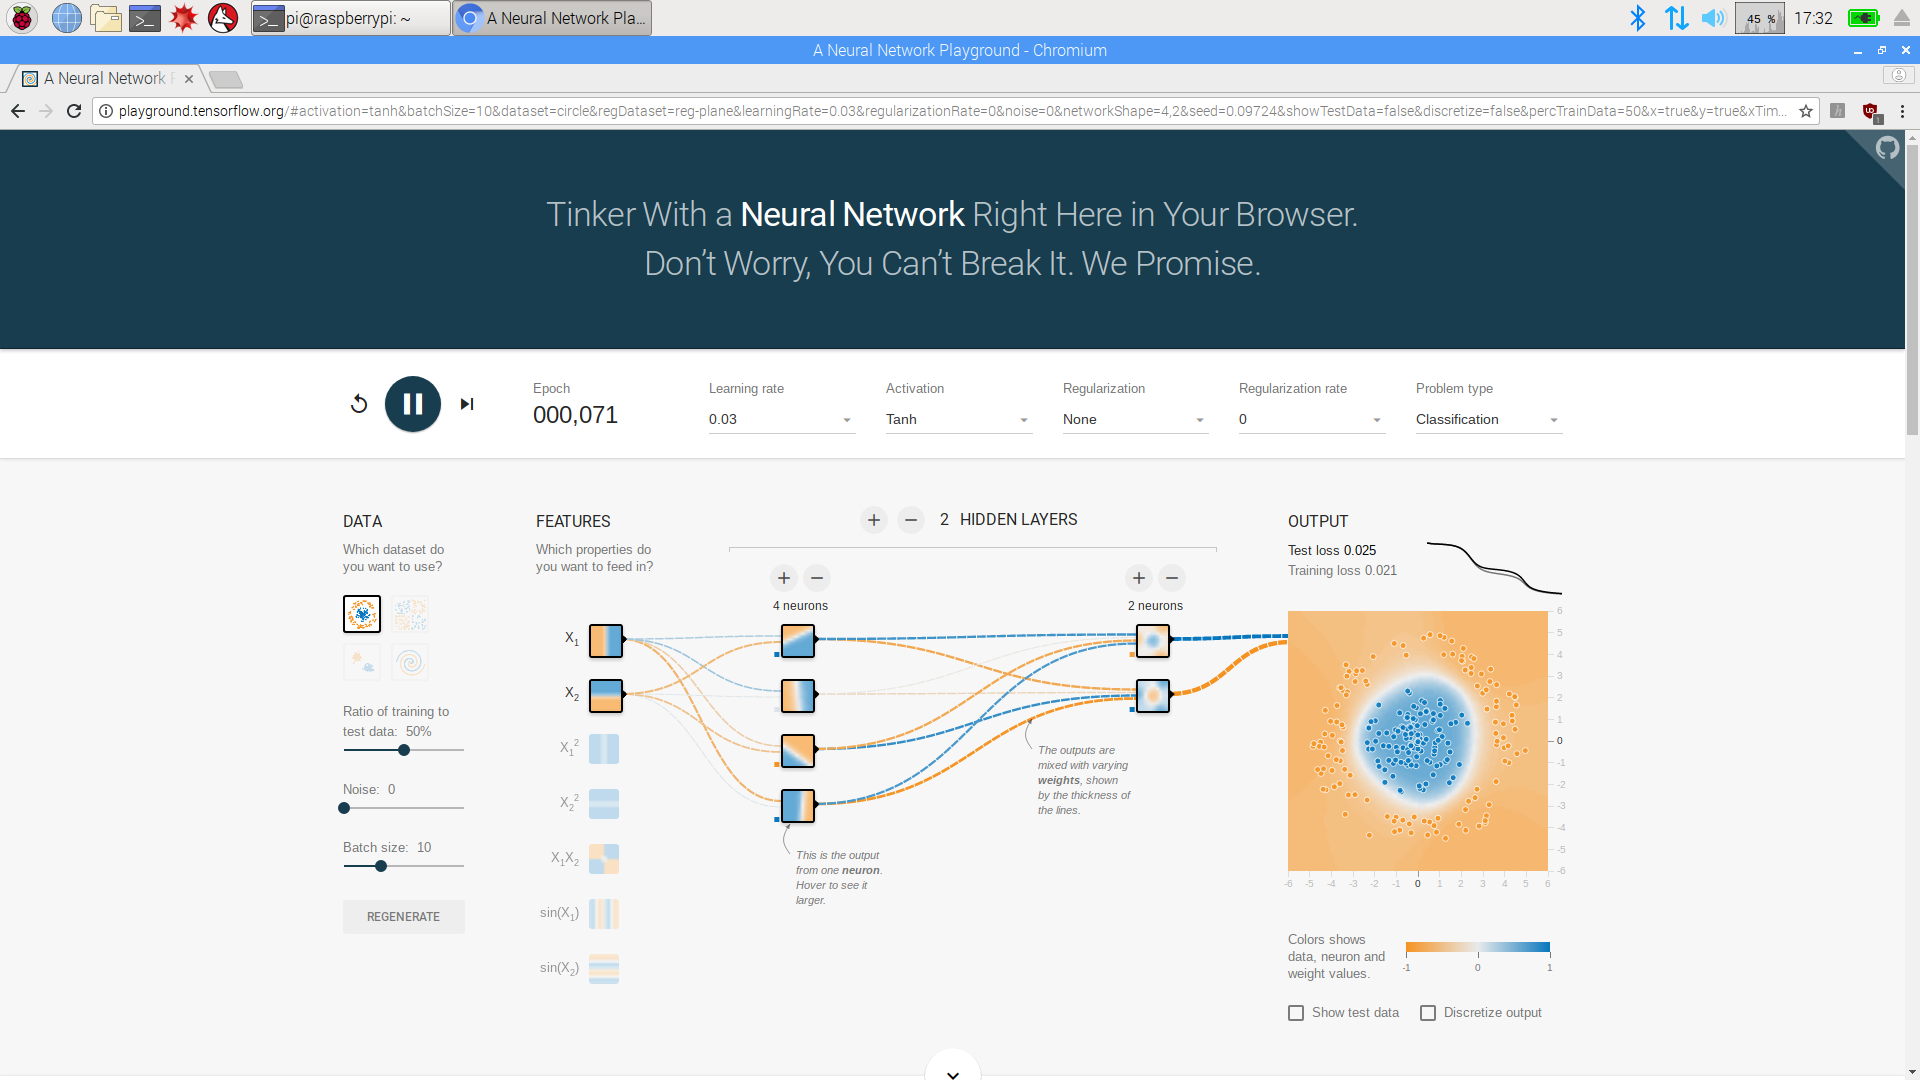 pi@raspberrypi: ~
A Neural Network Pla...
45 %
17:32
A Neural Network Playground - Chromium
A Neural Network P
playground.tensorflow.org/#activation=tanh&batchSize=10&dataset=circle&regDataset=reg-plane&learningRate=0.03&regularizationRate=0&noise=0&networkShape=4,2&seed=0.09724&showTestData=false&discretize=false&percTrainData=50&x=true&y=true&xTim...
Tinker With a Neural Network Right Here in Your Browser.
Don’t Worry, You Can’t Break It. We Promise.
Epoch
000,071
Learning rate
0.03
Activation
Tanh
Regularization
None
Regularization rate
0
Problem type
Classification
DATA
Which dataset do
you want to use?
Ratio of training to
test data: 50%
Noise: 0
Batch size: 10
REGENERATE
FEATURES
Which properties do
you want to feed in?
X1
X2
X1²
X2²
X1X2
sin(X1)
sin(X2)
+ − 2 HIDDEN LAYERS
+ −
4 neurons
+ −
2 neurons
This is the output
from one neuron.
Hover to see it
larger.
The outputs are
mixed with varying
weights, shown
by the thickness of
the lines.
OUTPUT
Test loss 0.025
Training loss 0.021
6
5
4
3
2
1
0
-1
-2
-3
-4
-5
-6
-6 -5 -4 -3 -2 -1 0 1 2 3 4 5 6
Colors shows
data, neuron and
weight values.
-1 0 1
Show test data
Discretize output